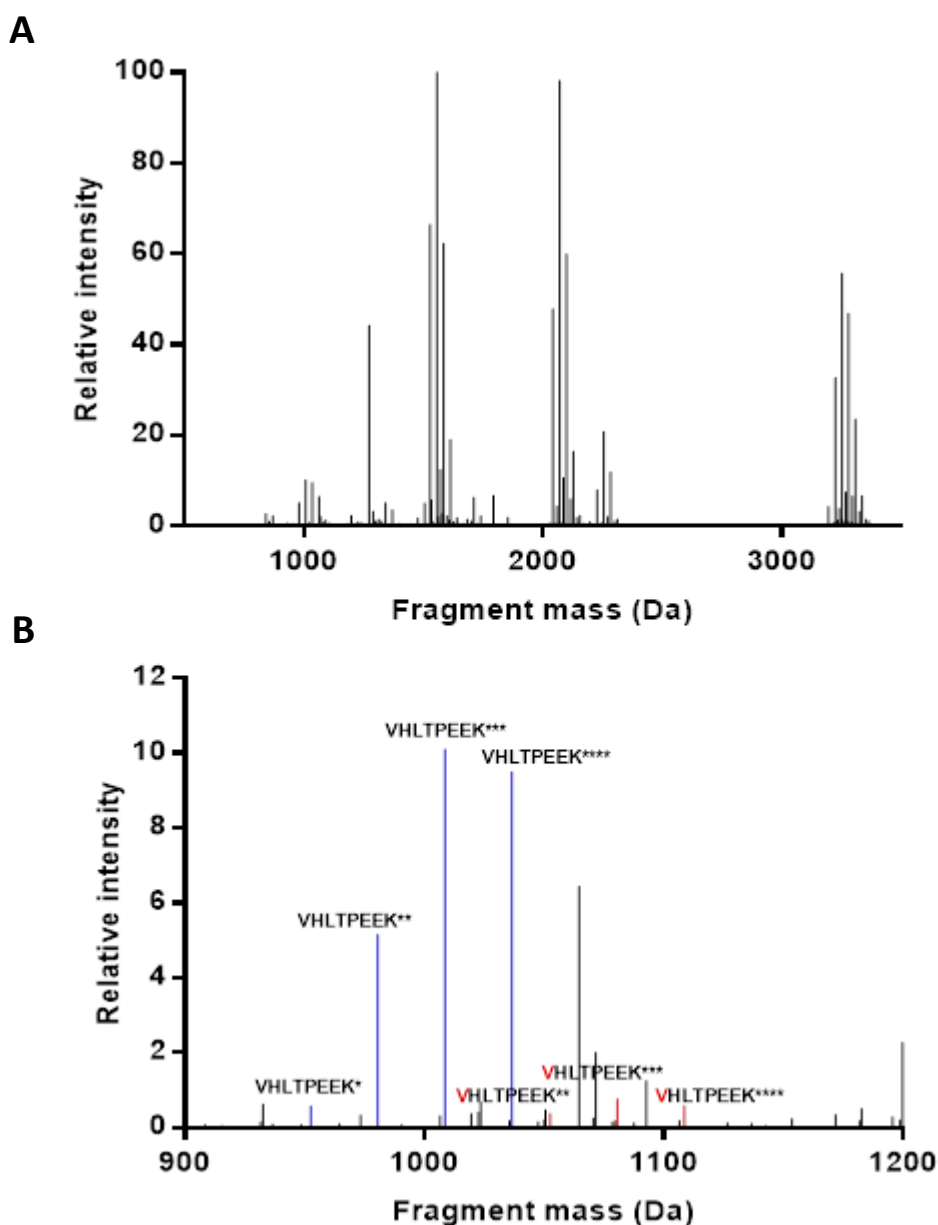 A
100
80
60
40
20
0
Relative intensity
1000 2000 3000
Fragment mass (Da)
B
12
10
8
6
4
2
0
Relative intensity
VHLTPEEK***
VHLTPEEK****
VHLTPEEK**
VHLTPEEK*
VHLTPEEK***
VHLTPEEK**
VHLTPEEK****
900 1000 1100 1200
Fragment mass (Da)